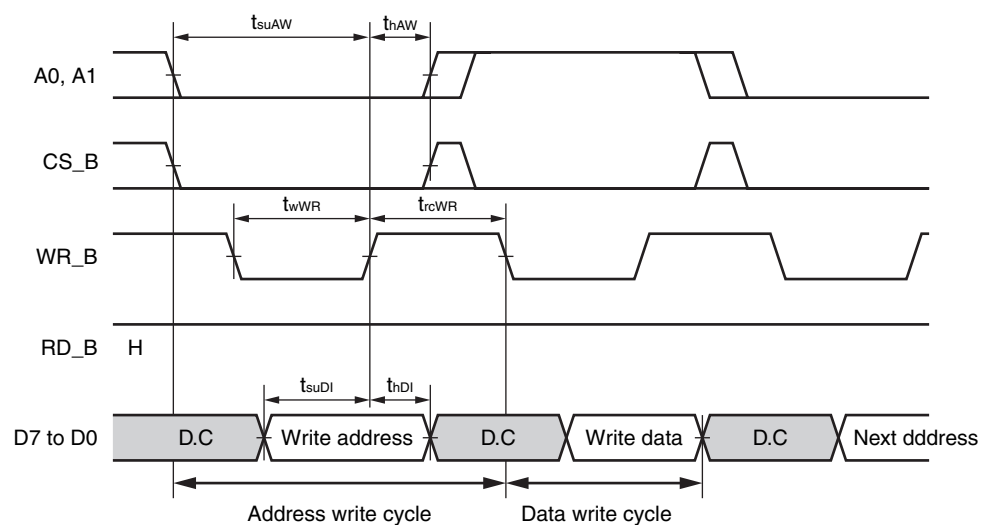 tsuAW thAW
A0, A1
CS_B
twWR trcWR
WR_B
RD_B H
tsuDI thDI
D7 to D0 D.C Write address D.C Write data D.C Next dddress
Address write cycle Data write cycle